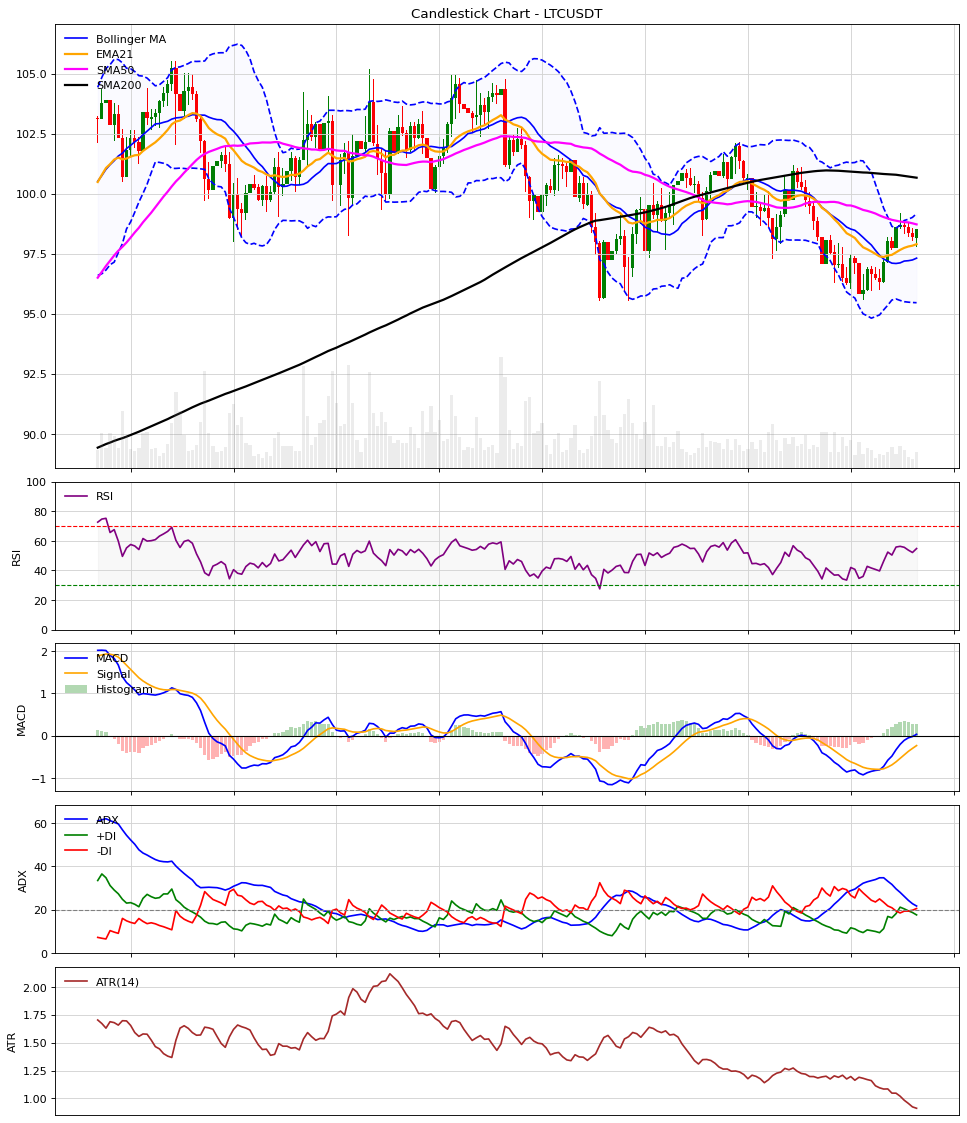 Candlestick Chart - LTCUSDT
Bollinger MA
EMA21
SMA50
SMA200
105.0
102.5
100.0
97.5
95.0
92.5
90.0
RSI
100
80
60
40
20
0
RSI
MACD
Signal
Histogram
2
1
0
−1
MACD
ADX
+DI
-DI
60
40
20
0
ADX
ATR(14)
2.00
1.75
1.50
1.25
1.00
ATR